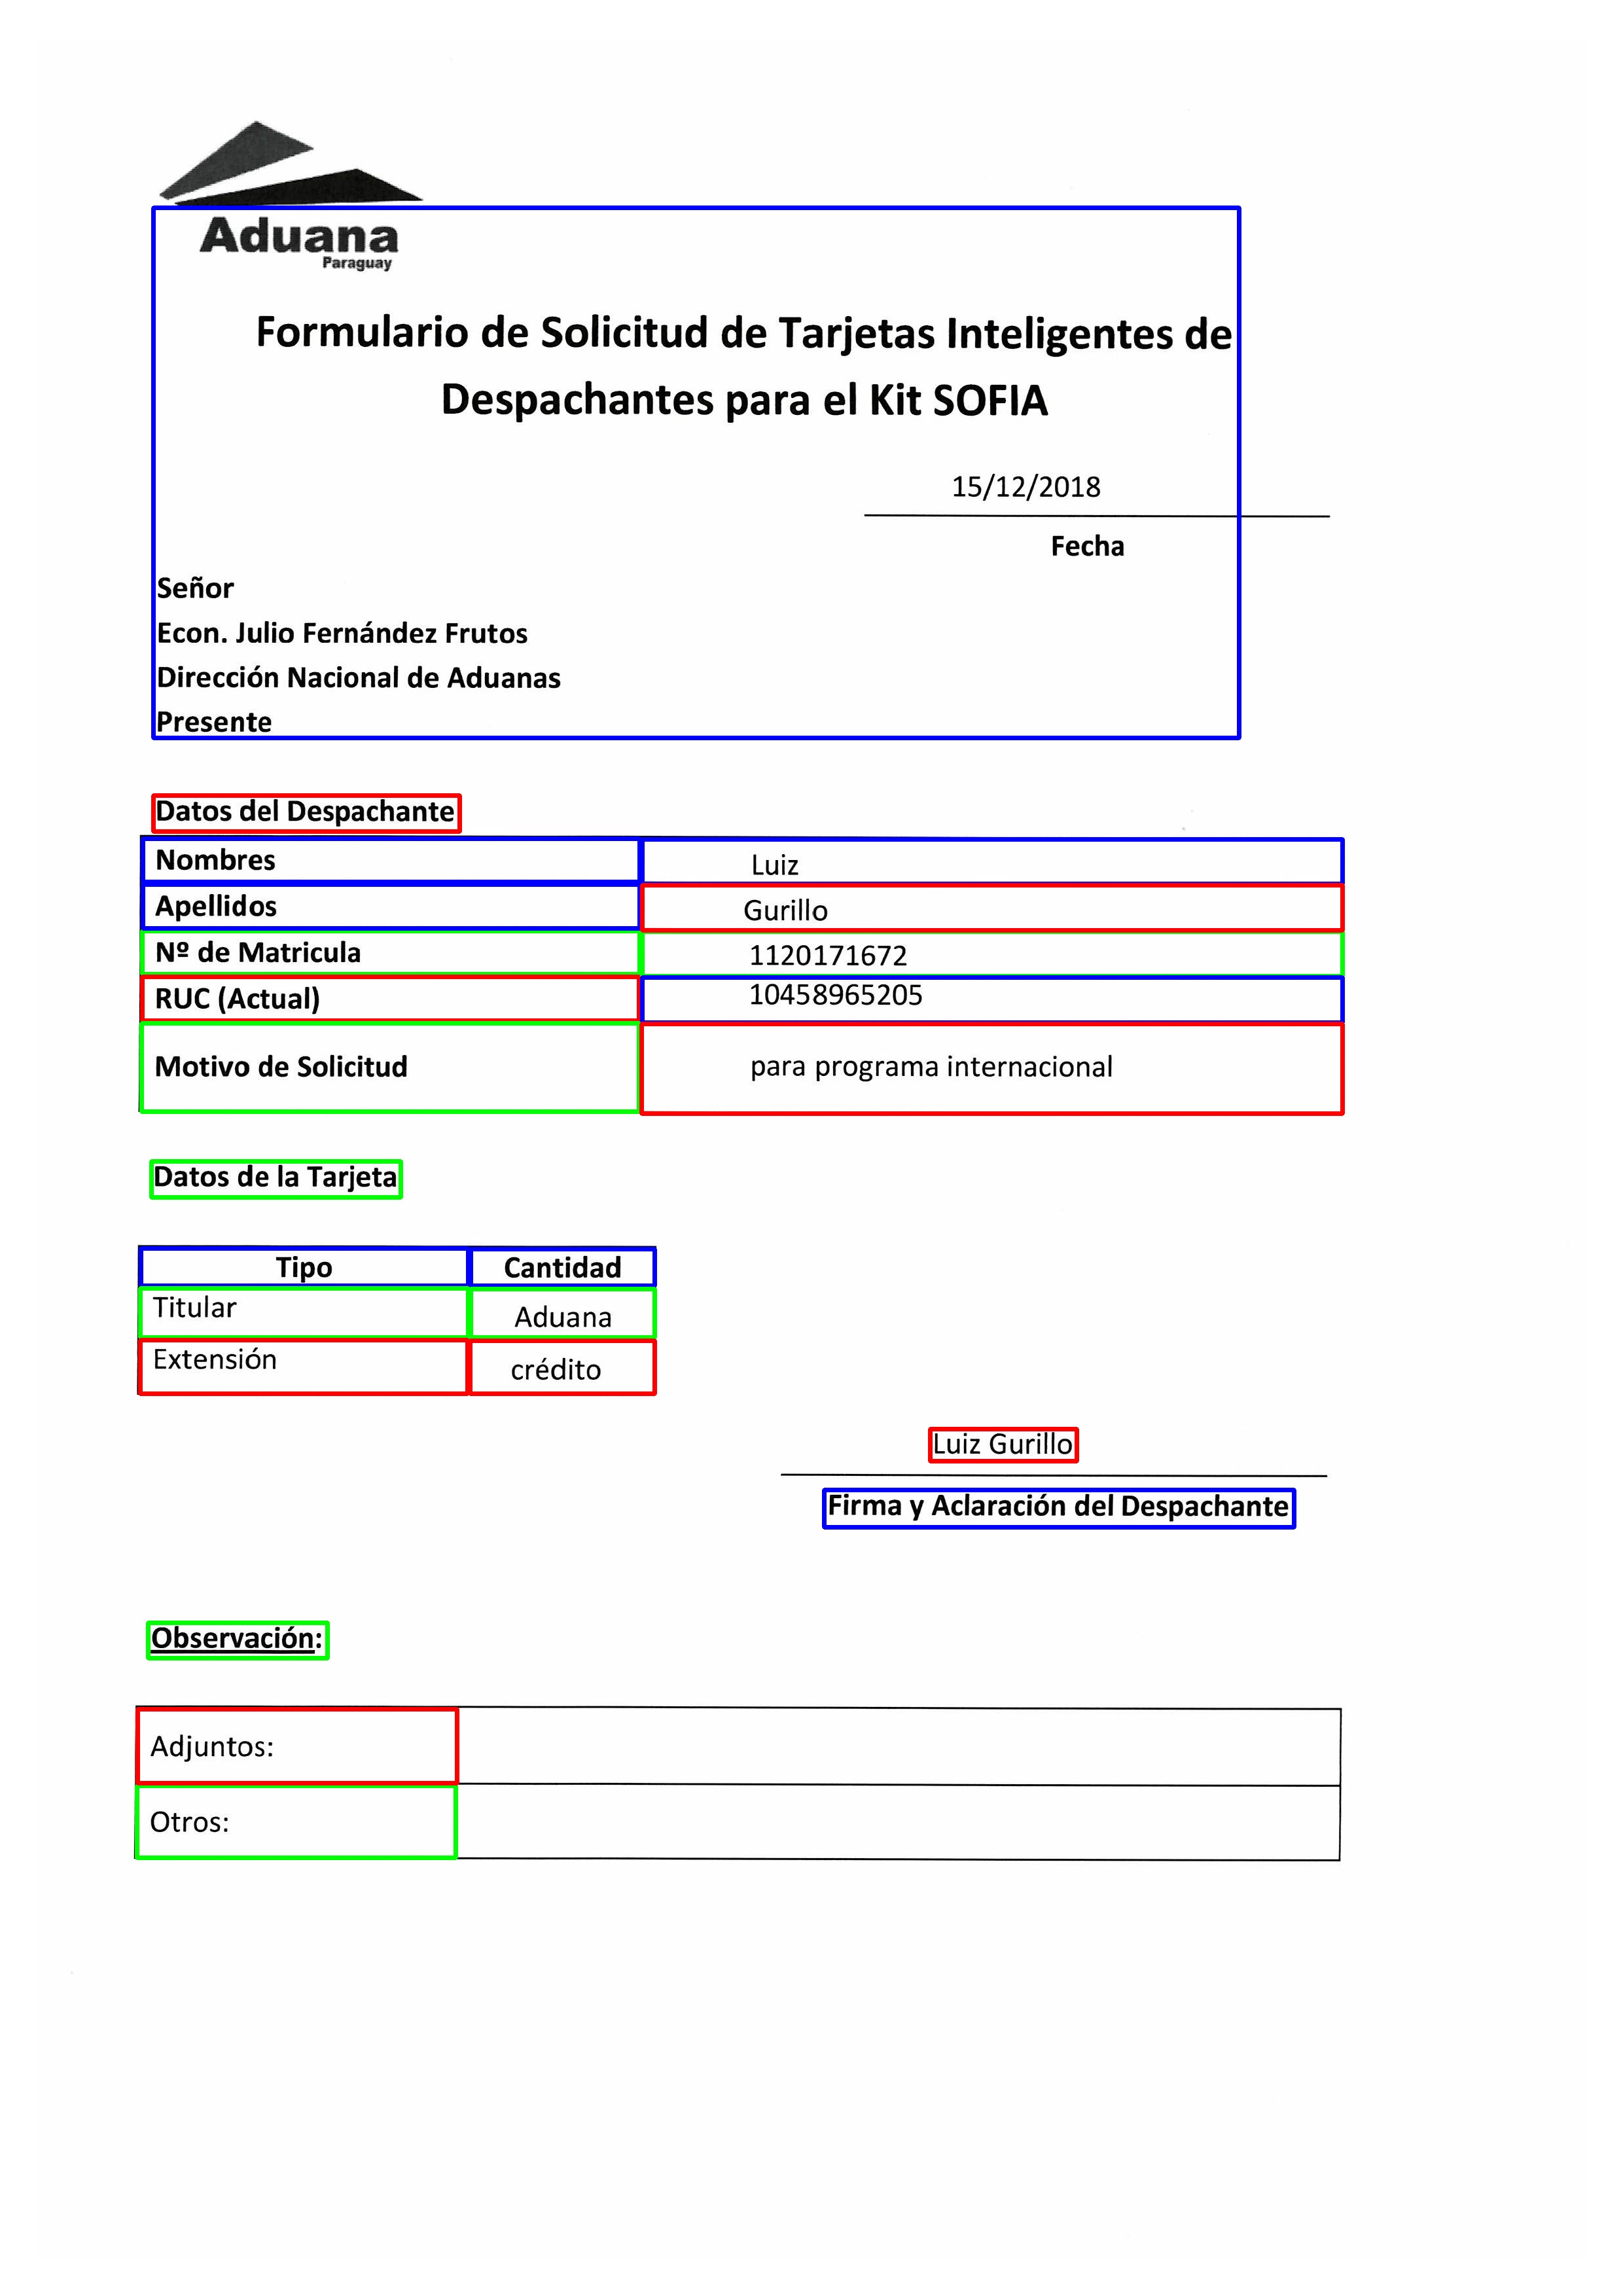 Aduana
Paraguay
Formulario de Solicitud de Tarjetas Inteligentes de
Despachantes para el Kit SOFIA
15/12/2018
Fecha
Señor
Econ. Julio Fernández Frutos
Dirección Nacional de Aduanas
Presente
Datos del Despachante
Nombres Luiz
Apellidos Gurillo
Nº de Matricula 1120171672
RUC (Actual) 10458965205
Motivo de Solicitud para programa internacional
Datos de la Tarjeta
Tipo Cantidad
Titular Aduana
Extensión crédito
Luiz Gurillo
Firma y Aclaración del Despachante
Observación:
Adjuntos:
Otros: